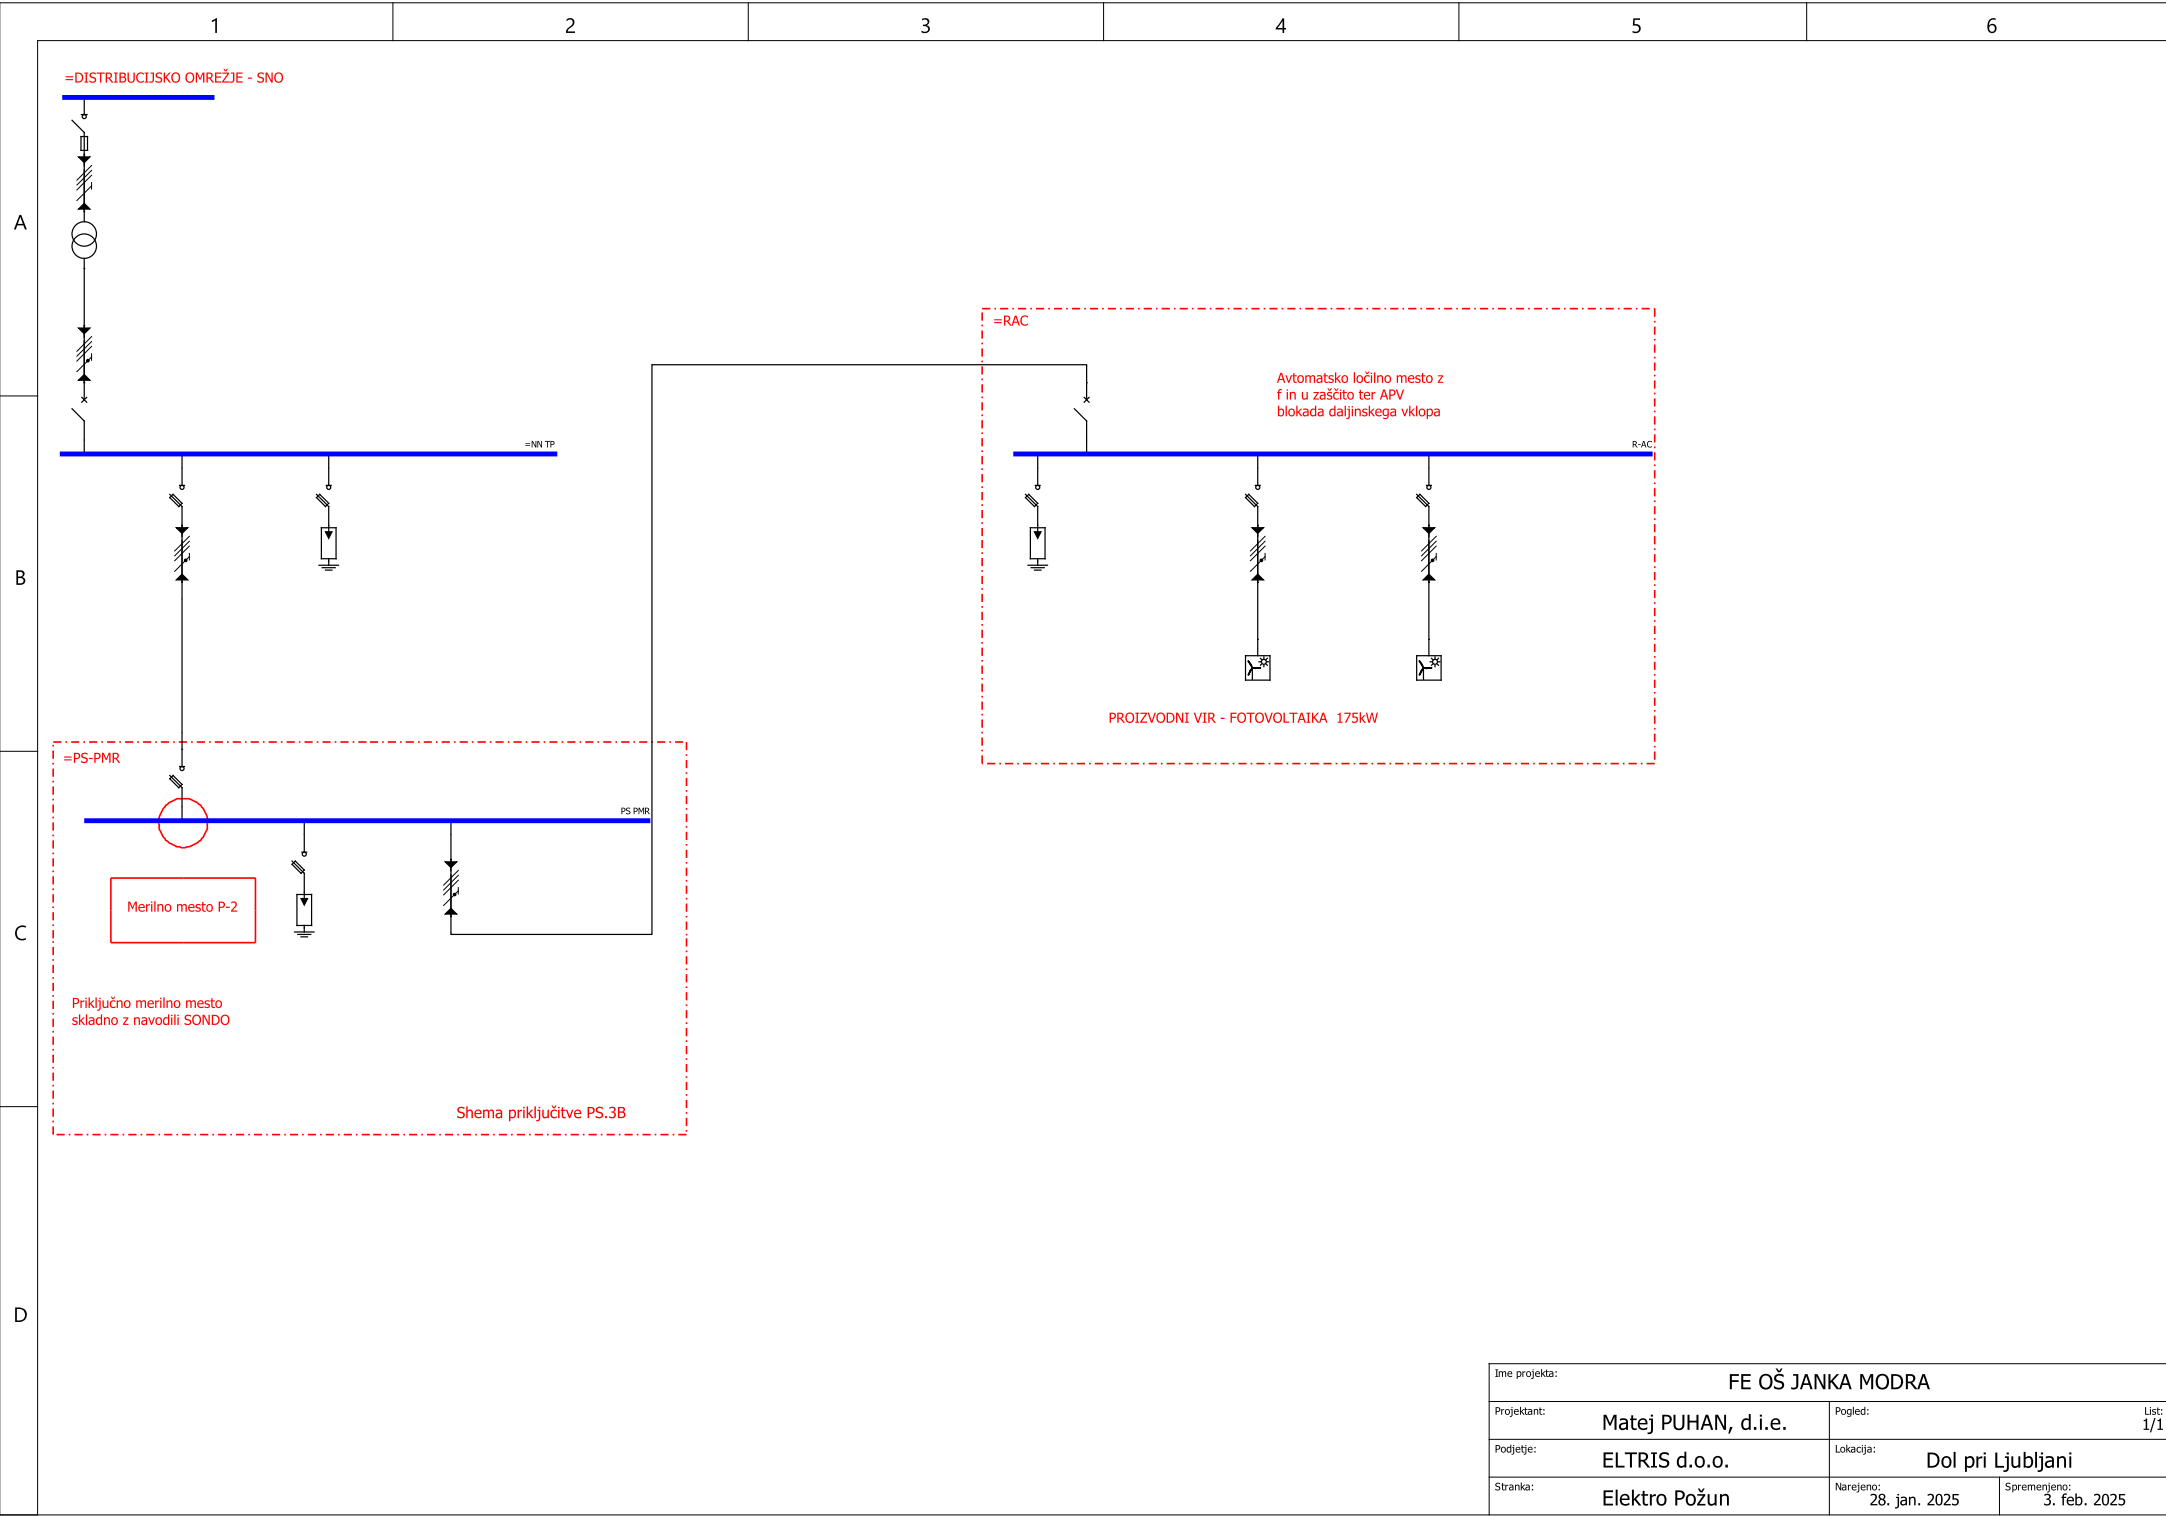 1 2 3 4 5 6
=DISTRIBUCIJSKO OMREŽJE - SNO
A
=RAC
Avtomatsko ločilno mesto z
f in u zaščito ter APV
blokada daljinskega vklopa
=NN TP
R-AC
B
PROIZVODNI VIR - FOTOVOLTAIKA 175kW
=PS-PMR
PS PMR
Merilno mesto P-2
C
Priključno merilno mesto
skladno z navodili SONDO
Shema priključitve PS.3B
D
Ime projekta: FE OŠ JANKA MODRA
Projektant: Matej PUHAN, d.i.e.
Pogled:
List:
1/1
Podjetje: ELTRIS d.o.o.
Lokacija: Dol pri Ljubljani
Stranka: Elektro Požun
Narejeno: 28. jan. 2025
Spremenjeno: 3. feb. 2025